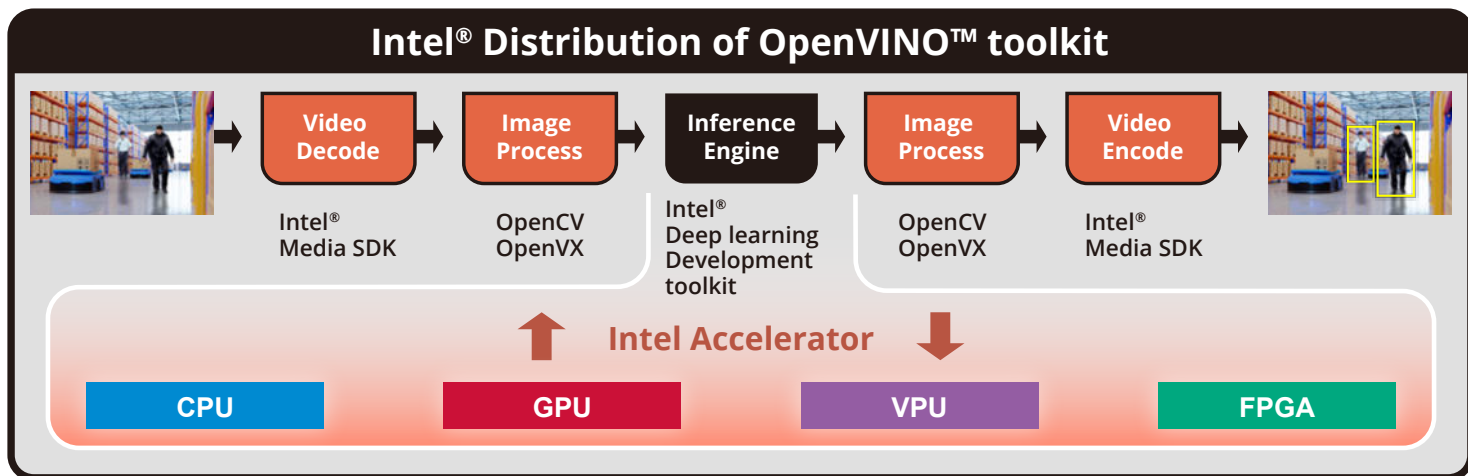 Intel® Distribution of OpenVINO™ toolkit
Video
Decode
Image
Process
Inference
Engine
Image
Process
Video
Encode
Intel®
Media SDK
OpenCV
OpenVX
Intel®
Deep learning
Development
toolkit
OpenCV
OpenVX
Intel®
Media SDK
Intel Accelerator
CPU
GPU
VPU
FPGA